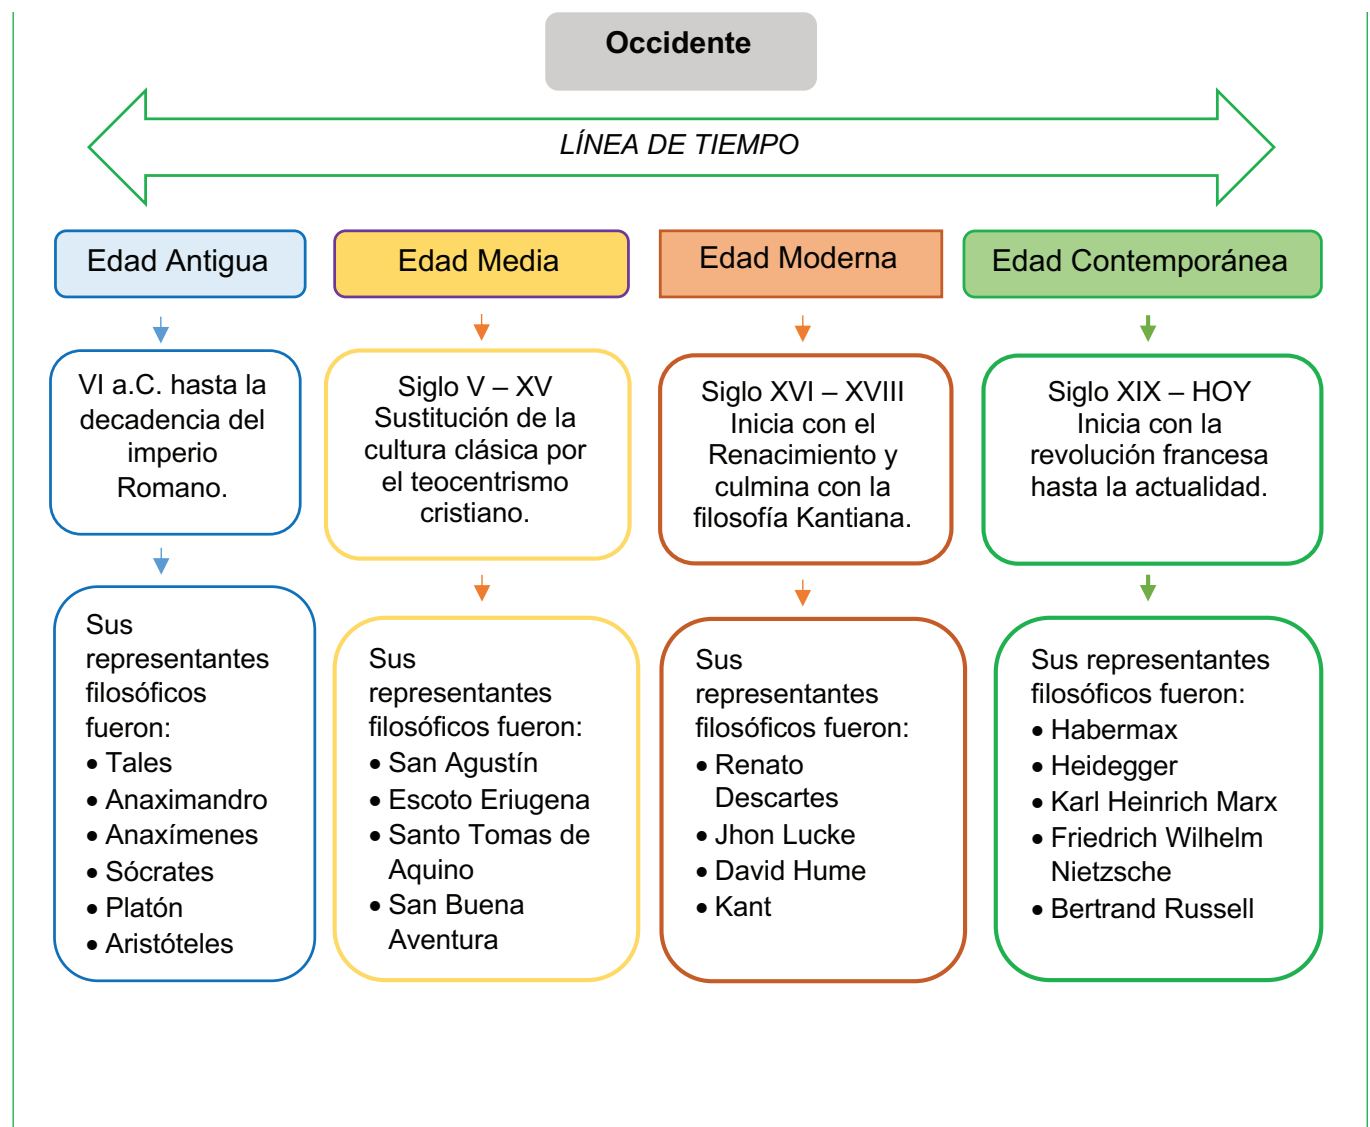 Occidente
LÍNEA DE TIEMPO
Edad Antigua
VI a.C. hasta la
decadencia del
imperio
Romano.
Sus
representantes
filosóficos
fueron:
• Tales
• Anaximandro
• Anaxímenes
• Sócrates
• Platón
• Aristóteles
Edad Media
Siglo V – XV
Sustitución de la
cultura clásica por
el teocentrismo
cristiano.
Sus
representantes
filosóficos fueron:
• San Agustín
• Escoto Eriugena
• Santo Tomas de
Aquino
• San Buena
Aventura
Edad Moderna
Siglo XVI – XVIII
Inicia con el
Renacimiento y
culmina con la
filosofía Kantiana.
Sus
representantes
filosóficos fueron:
• Renato
Descartes
• Jhon Lucke
• David Hume
• Kant
Edad Contemporánea
Siglo XIX – HOY
Inicia con la
revolución francesa
hasta la actualidad.
Sus representantes
filosóficos fueron:
• Habermax
• Heidegger
• Karl Heinrich Marx
• Friedrich Wilhelm
Nietzsche
• Bertrand Russell